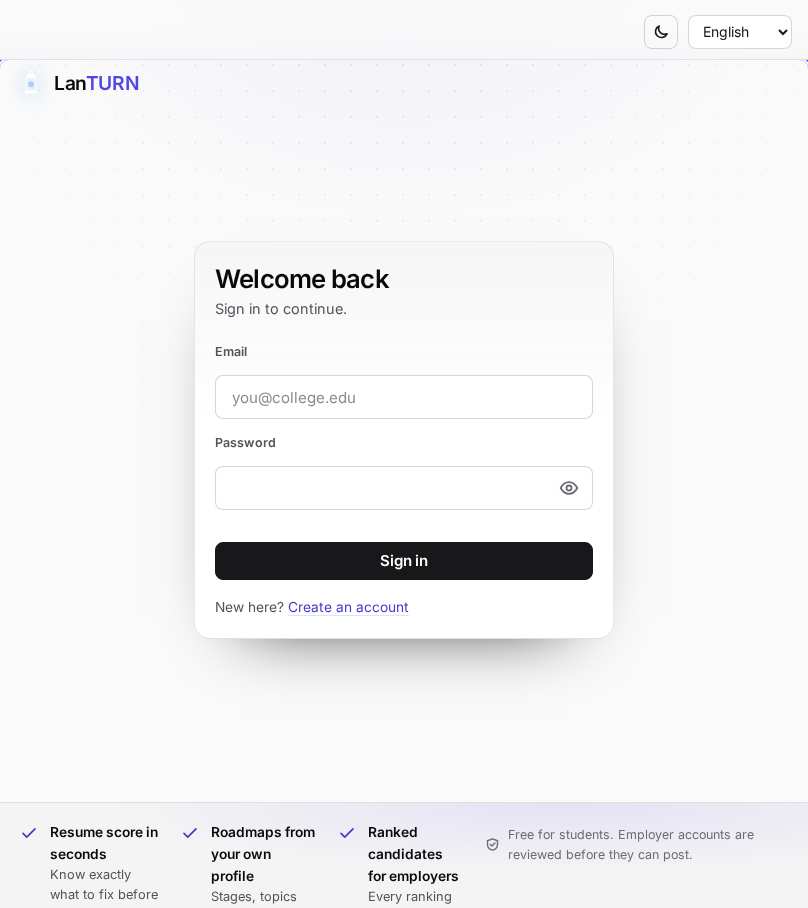 English
LanTURN
Welcome back
Sign in to continue.
Email
you@college.edu
Password
Sign in
New here? Create an account
Resume score in
seconds
Know exactly
what to fix before
Roadmaps from
your own
profile
Stages, topics
Ranked
candidates
for employers
Every ranking
Free for students. Employer accounts are
reviewed before they can post.